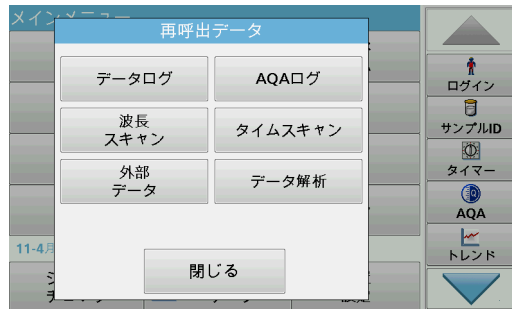 メインメニュー
再呼出データ
データログ
AQAログ
波長
スキャン
タイムスキャン
外部
データ
データ解析
閉じる
11-4月
ログイン
サンプルID
タイマー
AQA
トレンド